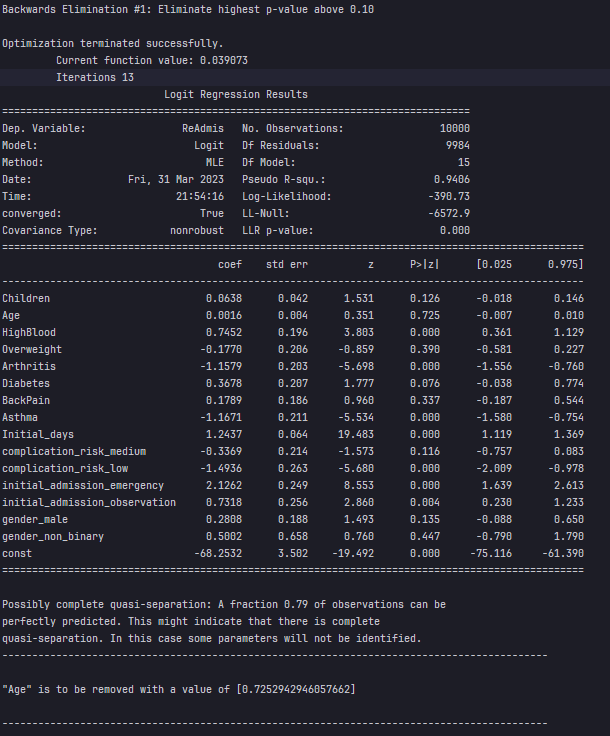 Backwards Elimination #1: Eliminate highest p-value above 0.10
Optimization terminated successfully.
Current function value: 0.039073
Iterations 13
Logit Regression Results
==============================================================================
Dep. Variable: ReAdmis No. Observations: 10000
Model: Logit Df Residuals: 9984
Method: MLE Df Model: 15
Date: Fri, 31 Mar 2023 Pseudo R-squ.: 0.9406
Time: 21:54:16 Log-Likelihood: -390.73
converged: True LL-Null: -6572.9
Covariance Type: nonrobust LLR p-value: 0.000
=================================================================================================
coef std err z P>|z| [0.025 0.975]
-------------------------------------------------------------------------------------------------
Children 0.0638 0.042 1.531 0.126 -0.018 0.146
Age 0.0016 0.004 0.351 0.725 -0.007 0.010
HighBlood 0.7452 0.196 3.803 0.000 0.361 1.129
Overweight -0.1770 0.206 -0.859 0.390 -0.581 0.227
Arthritis -1.1579 0.203 -5.698 0.000 -1.556 -0.760
Diabetes 0.3678 0.207 1.777 0.076 -0.038 0.774
BackPain 0.1789 0.186 0.960 0.337 -0.187 0.544
Asthma -1.1671 0.211 -5.534 0.000 -1.580 -0.754
Initial_days 1.2437 0.064 19.483 0.000 1.119 1.369
complication_risk_medium -0.3369 0.214 -1.573 0.116 -0.757 0.083
complication_risk_low -1.4936 0.263 -5.680 0.000 -2.009 -0.978
initial_admission_emergency 2.1262 0.249 8.553 0.000 1.639 2.613
initial_admission_observation 0.7318 0.256 2.860 0.004 0.230 1.233
gender_male 0.2808 0.188 1.493 0.135 -0.088 0.650
gender_non_binary 0.5002 0.658 0.760 0.447 -0.790 1.790
const -68.2532 3.502 -19.492 0.000 -75.116 -61.390
=================================================================================================
Possibly complete quasi-separation: A fraction 0.79 of observations can be
perfectly predicted. This might indicate that there is complete
quasi-separation. In this case some parameters will not be identified.
-------------------------------------------------------------------------------------------
"Age" is to be removed with a value of [0.7252942946057662]
-------------------------------------------------------------------------------------------